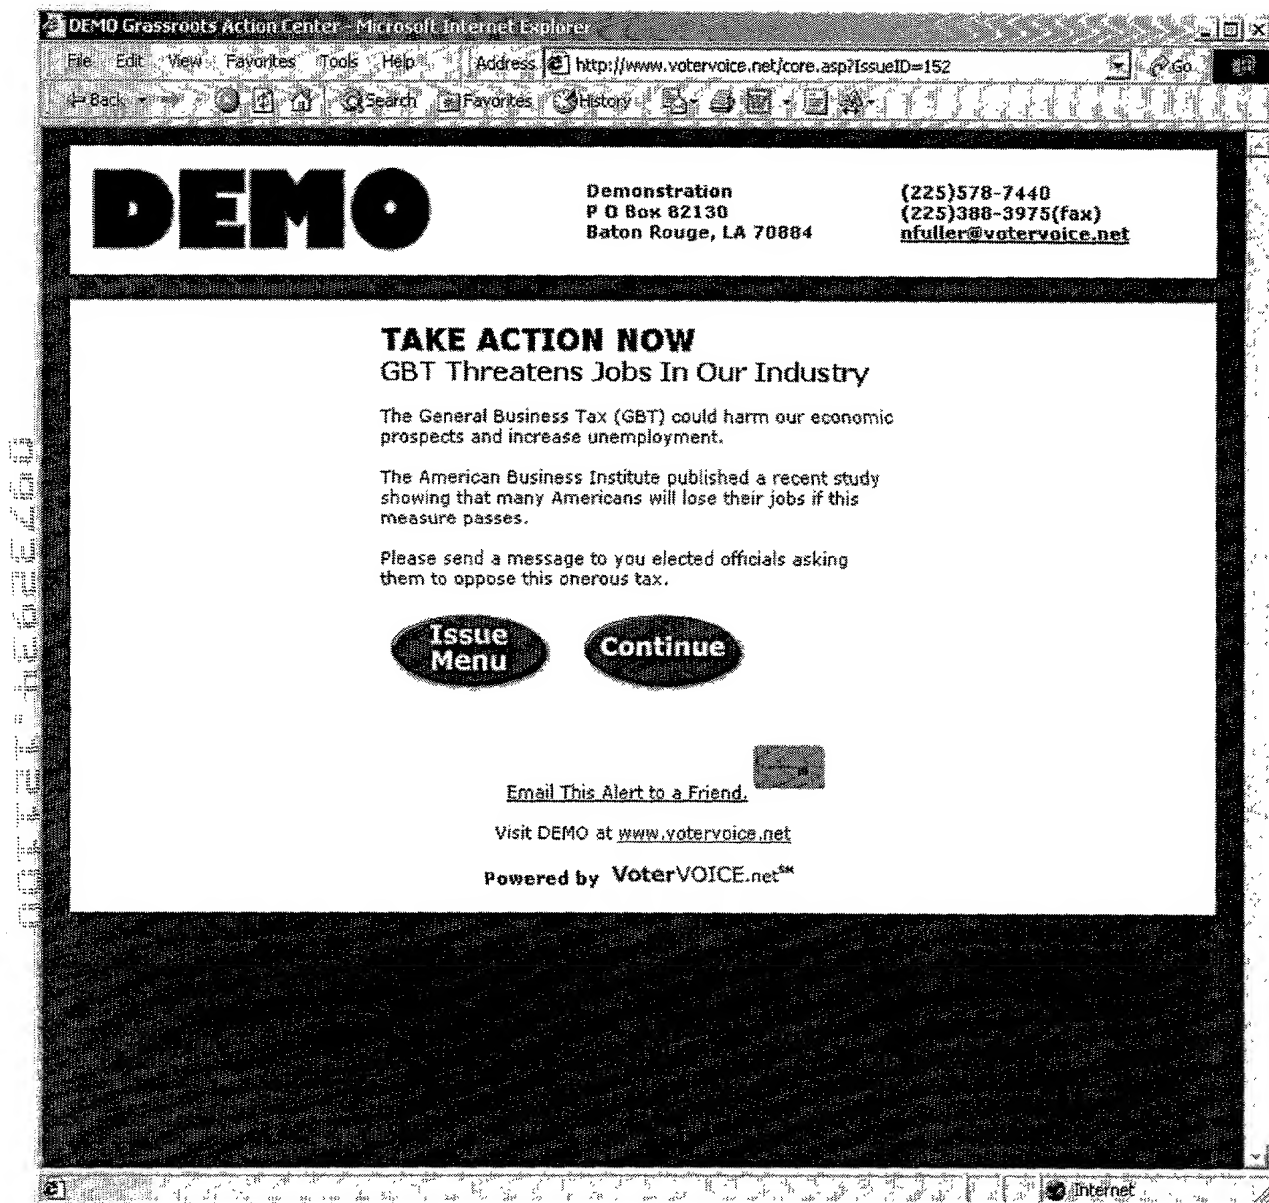 DEMO Grassroots Action Center - Microsoft Internet Explorer
File Edit View Favorites Tools Help Address http://www.votervoice.net/core.asp?IssueID=152 Go
Back Search Favorites History
DEMO
Demonstration (225)578-7440
P O Box 82130 (225)388-3975(fax)
Baton Rouge, LA 70884 nfuller@votervoice.net
TAKE ACTION NOW
GBT Threatens Jobs In Our Industry
The General Business Tax (GBT) could harm our economic
prospects and increase unemployment.
The American Business Institute published a recent study
showing that many Americans will lose their jobs if this
measure passes.
Please send a message to you elected officials asking
them to oppose this onerous tax.
Issue
Menu
Continue
Email This Alert to a Friend.
Visit DEMO at www.votervoice.net
Powered by VoterVOICE.net℠
Internet